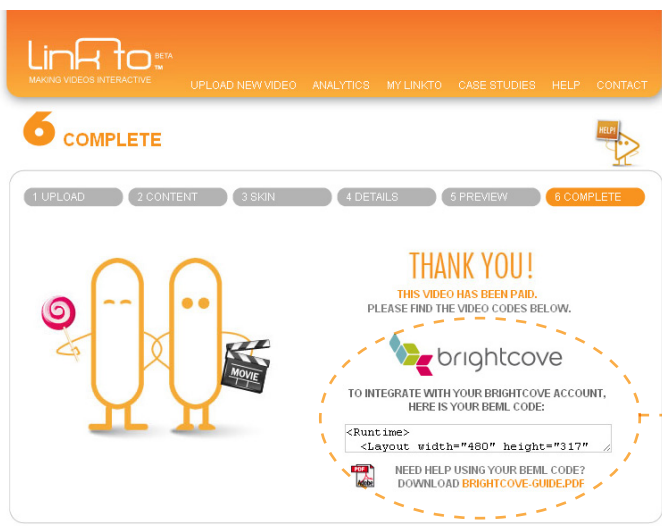 LinkTo BETA
TM
MAKING VIDEOS INTERACTIVE
UPLOAD NEW VIDEO ANALYTICS MY LINKTO CASE STUDIES HELP CONTACT
6 COMPLETE
HELP!
1 UPLOAD 2 CONTENT 3 SKIN 4 DETAILS 5 PREVIEW 6 COMPLETE
THANK YOU!
THIS VIDEO HAS BEEN PAID.
PLEASE FIND THE VIDEO CODES BELOW.
brightcove
MOVIE
TO INTEGRATE WITH YOUR BRIGHTCOVE ACCOUNT,
HERE IS YOUR BEML CODE:
<Runtime>
<Layout width="480" height="317"
PDF
Adobe
NEED HELP USING YOUR BEML CODE?
DOWNLOAD BRIGHTCOVE-GUIDE.PDF